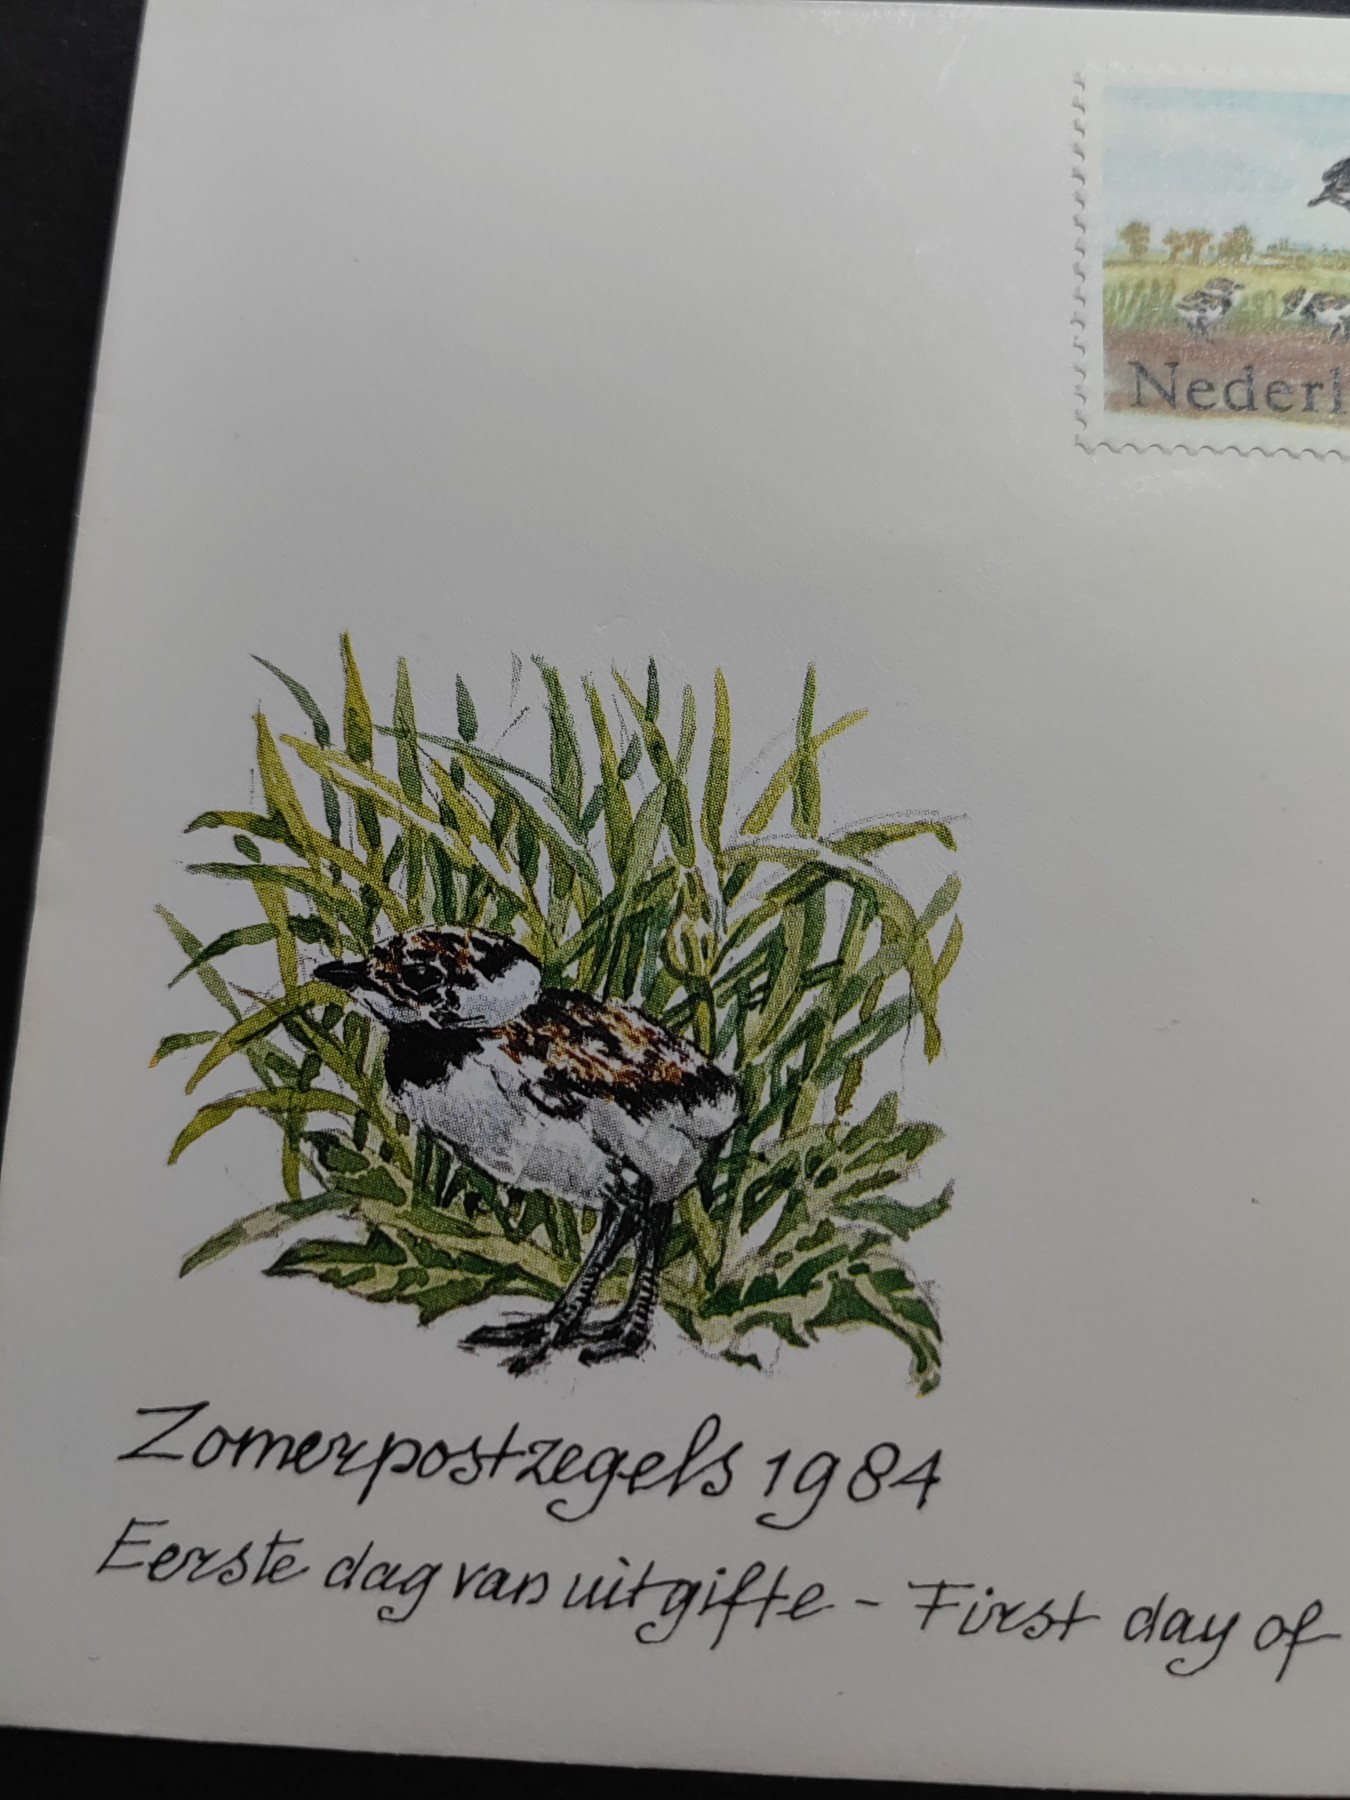 Nederl
Zomerpostzegels 1984
Eerste dag van uitgifte - First day of